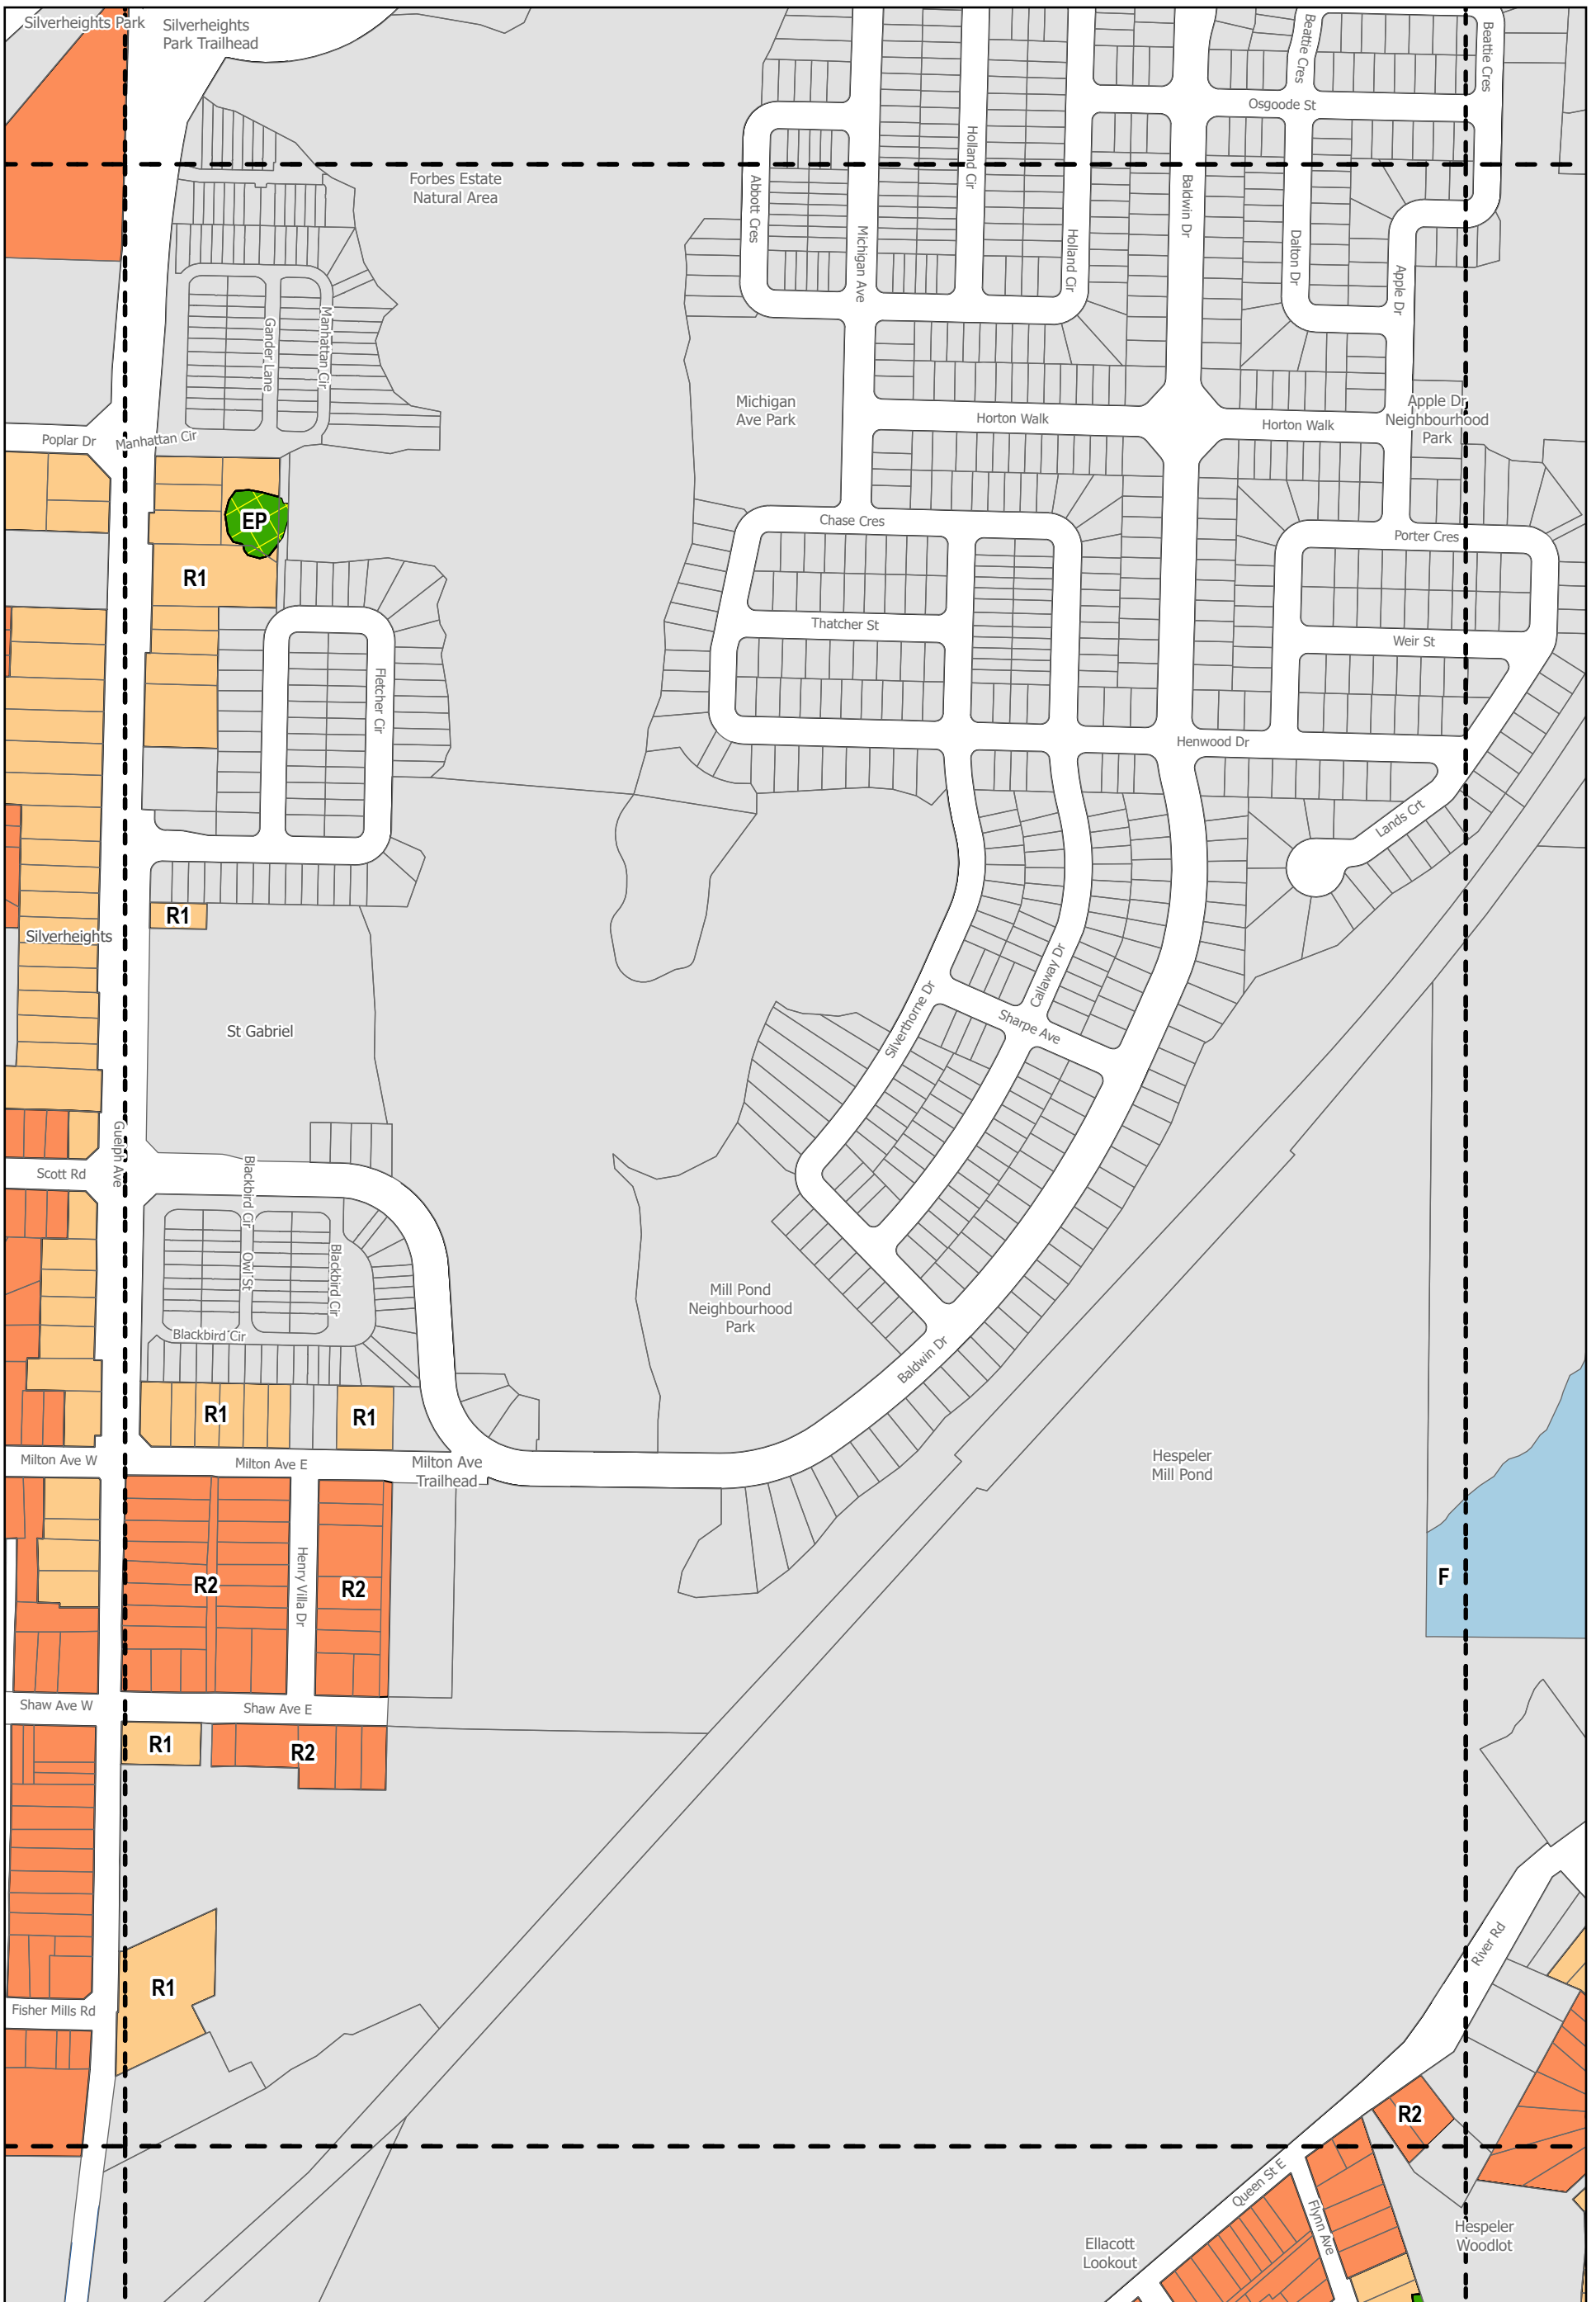 Silverheights Park
Silverheights
Park Trailhead
Beattie Cres
Beattie Cres
Osgoode St
Forbes Estate
Natural Area
Abbott Cres
Michigan Ave
Holland Cir
Holland Cir
Baldwin Dr
Dalton Dr
Apple Dr
Gander Lane
Manhattan Cir
Michigan
Ave Park
Horton Walk
Horton Walk
Apple Dr
Neighbourhood
Park
Poplar Dr
Manhattan Cir
EP
R1
Chase Cres
Porter Cres
Thatcher St
Weir St
Fletcher Cir
Henwood Dr
Lands Crt
R1
Silverheights
St Gabriel
Silverthorne Dr
Callaway Dr
Sharpe Ave
Guelph Ave
Scott Rd
Blackbird Cir
Owl St
Blackbird Cir
Blackbird Cir
Mill Pond
Neighbourhood
Park
Baldwin Dr
R1
R1
Milton Ave W
Milton Ave E
Milton Ave
Trailhead
Hespeler
Mill Pond
R2
Henry Villa Dr
R2
F
Shaw Ave W
Shaw Ave E
R1
R2
River Rd
R1
Fisher Mills Rd
R2
Queen St E
Flynn Ave
Ellacott
Lookout
Hespeler
Woodlot